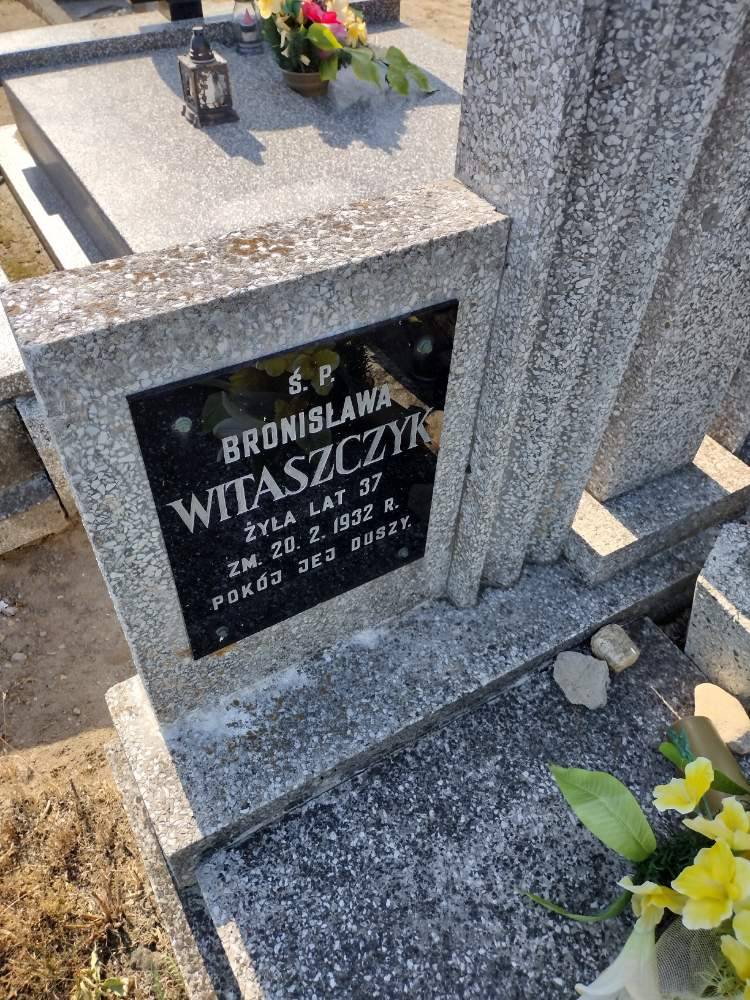 Ś. P.
BRONISŁAWA
WITASZCZYK
ŻYŁA LAT 37
ZM. 20. 2. 1932 R.
POKÓJ JEJ DUSZY.